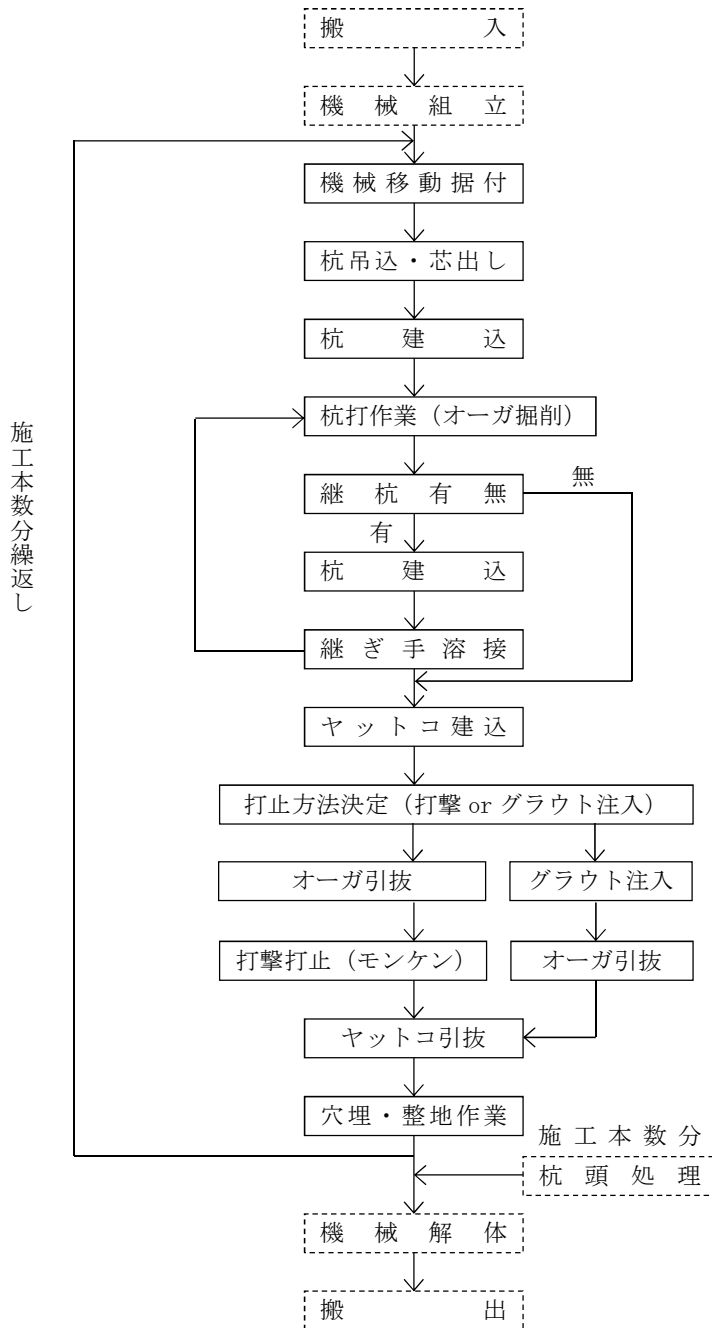 搬入
機械組立
機械移動据付
杭吊込・芯出し
杭建込
杭打作業（オーガ掘削）
継杭有無
無
有
杭建込
継ぎ手溶接
施工本数分繰返し
ヤットコ建込
打止方法決定（打撃 or グラウト注入）
オーガ引抜
グラウト注入
打撃打止（モンケン）
オーガ引抜
ヤットコ引抜
穴埋・整地作業
施工本数分
杭頭処理
機械解体
搬出